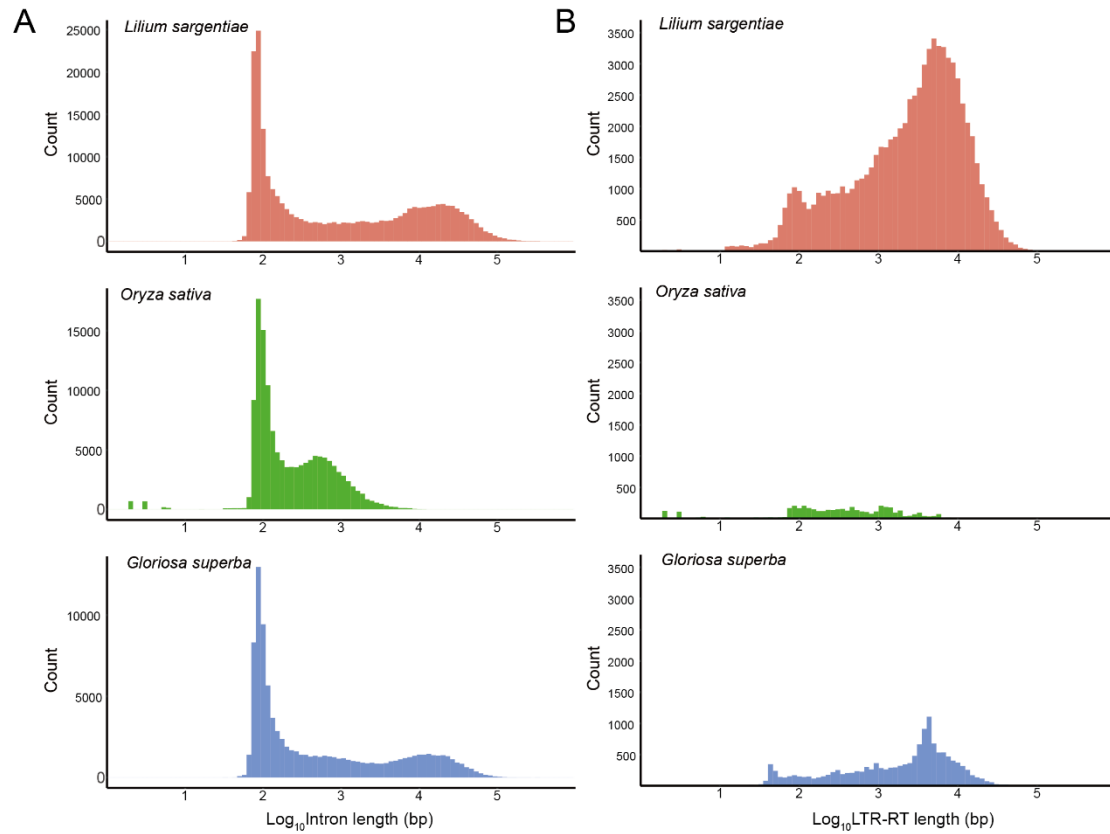 A
Lilium sargentiae
25000
20000
15000
10000
5000
0
Count
1 2 3 4 5
Oryza sativa
15000
10000
5000
0
Count
1 2 3 4 5
Gloriosa superba
10000
5000
0
Count
1 2 3 4 5
Log₁₀Intron length (bp)
B
Lilium sargentiae
3500
3000
2500
2000
1500
1000
500
Count
1 2 3 4 5
Oryza sativa
3500
3000
2500
2000
1500
1000
500
Count
1 2 3 4 5
Gloriosa superba
3500
3000
2500
2000
1500
1000
500
Count
1 2 3 4 5
Log₁₀LTR-RT length (bp)